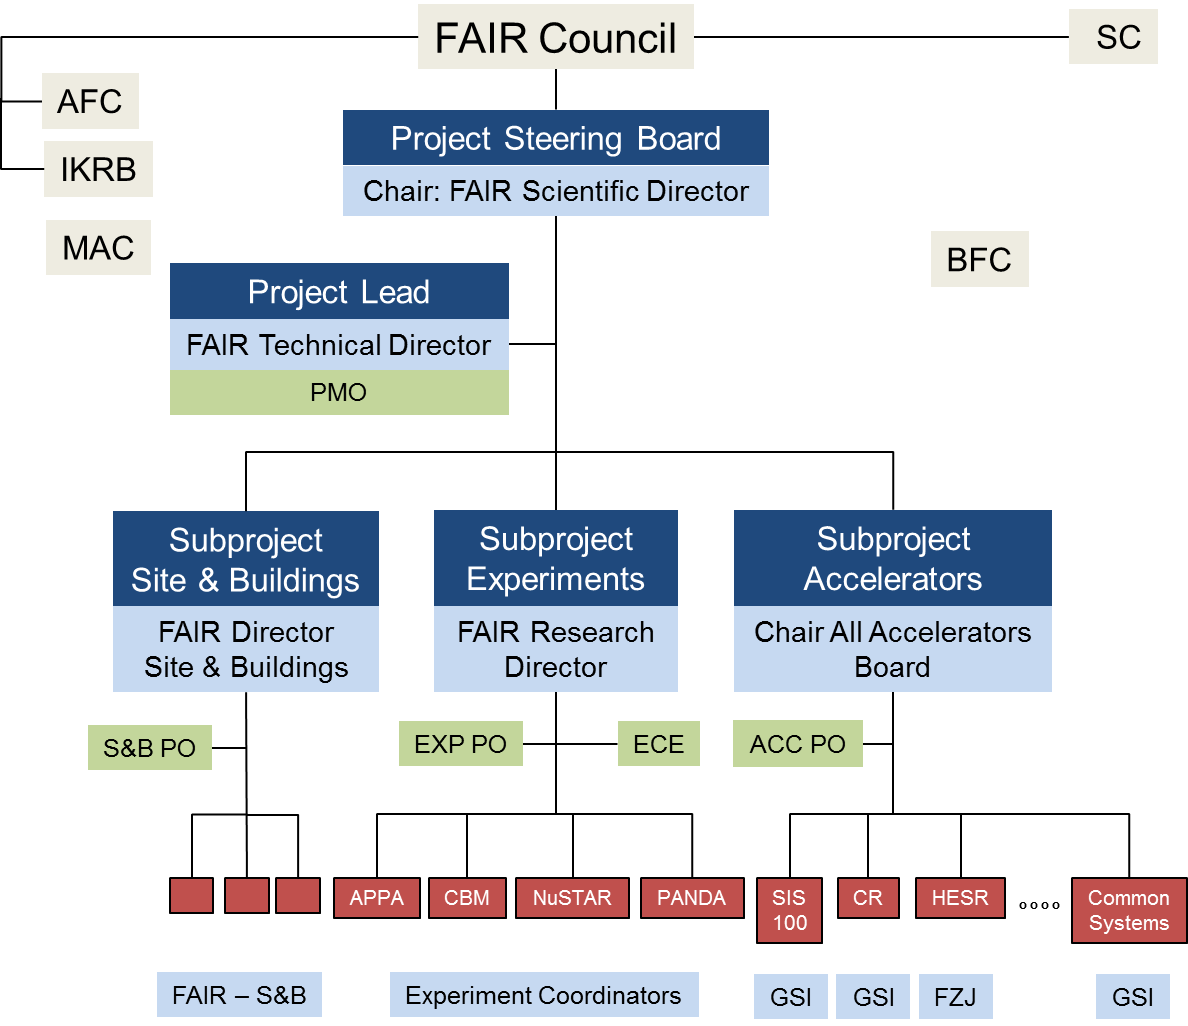 FAIR Council
SC
AFC
IKRB
MAC
BFC
Project Steering Board
Chair: FAIR Scientific Director
Project Lead
FAIR Technical Director
PMO
Subproject
Site & Buildings
FAIR Director
Site & Buildings
Subproject
Experiments
FAIR Research
Director
Subproject
Accelerators
Chair All Accelerators
Board
S&B PO
EXP PO
ECE
ACC PO
APPA
CBM
NuSTAR
PANDA
SIS
100
CR
HESR
oooo
Common
Systems
FAIR – S&B
Experiment Coordinators
GSI
GSI
FZJ
GSI